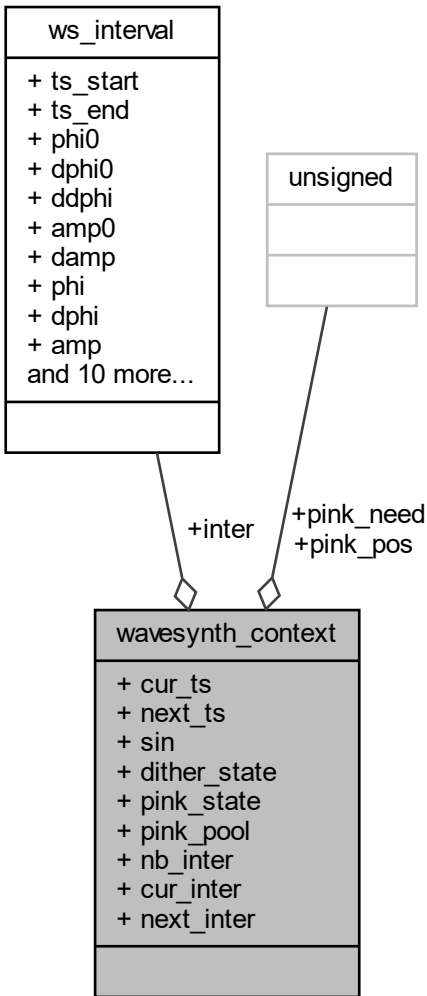 ws_interval
+ ts_start
+ ts_end
+ phi0
+ dphi0
+ ddphi
+ amp0
+ damp
+ phi
+ dphi
+ amp
and 10 more...
unsigned
+inter
+pink_need
+pink_pos
wavesynth_context
+ cur_ts
+ next_ts
+ sin
+ dither_state
+ pink_state
+ pink_pool
+ nb_inter
+ cur_inter
+ next_inter